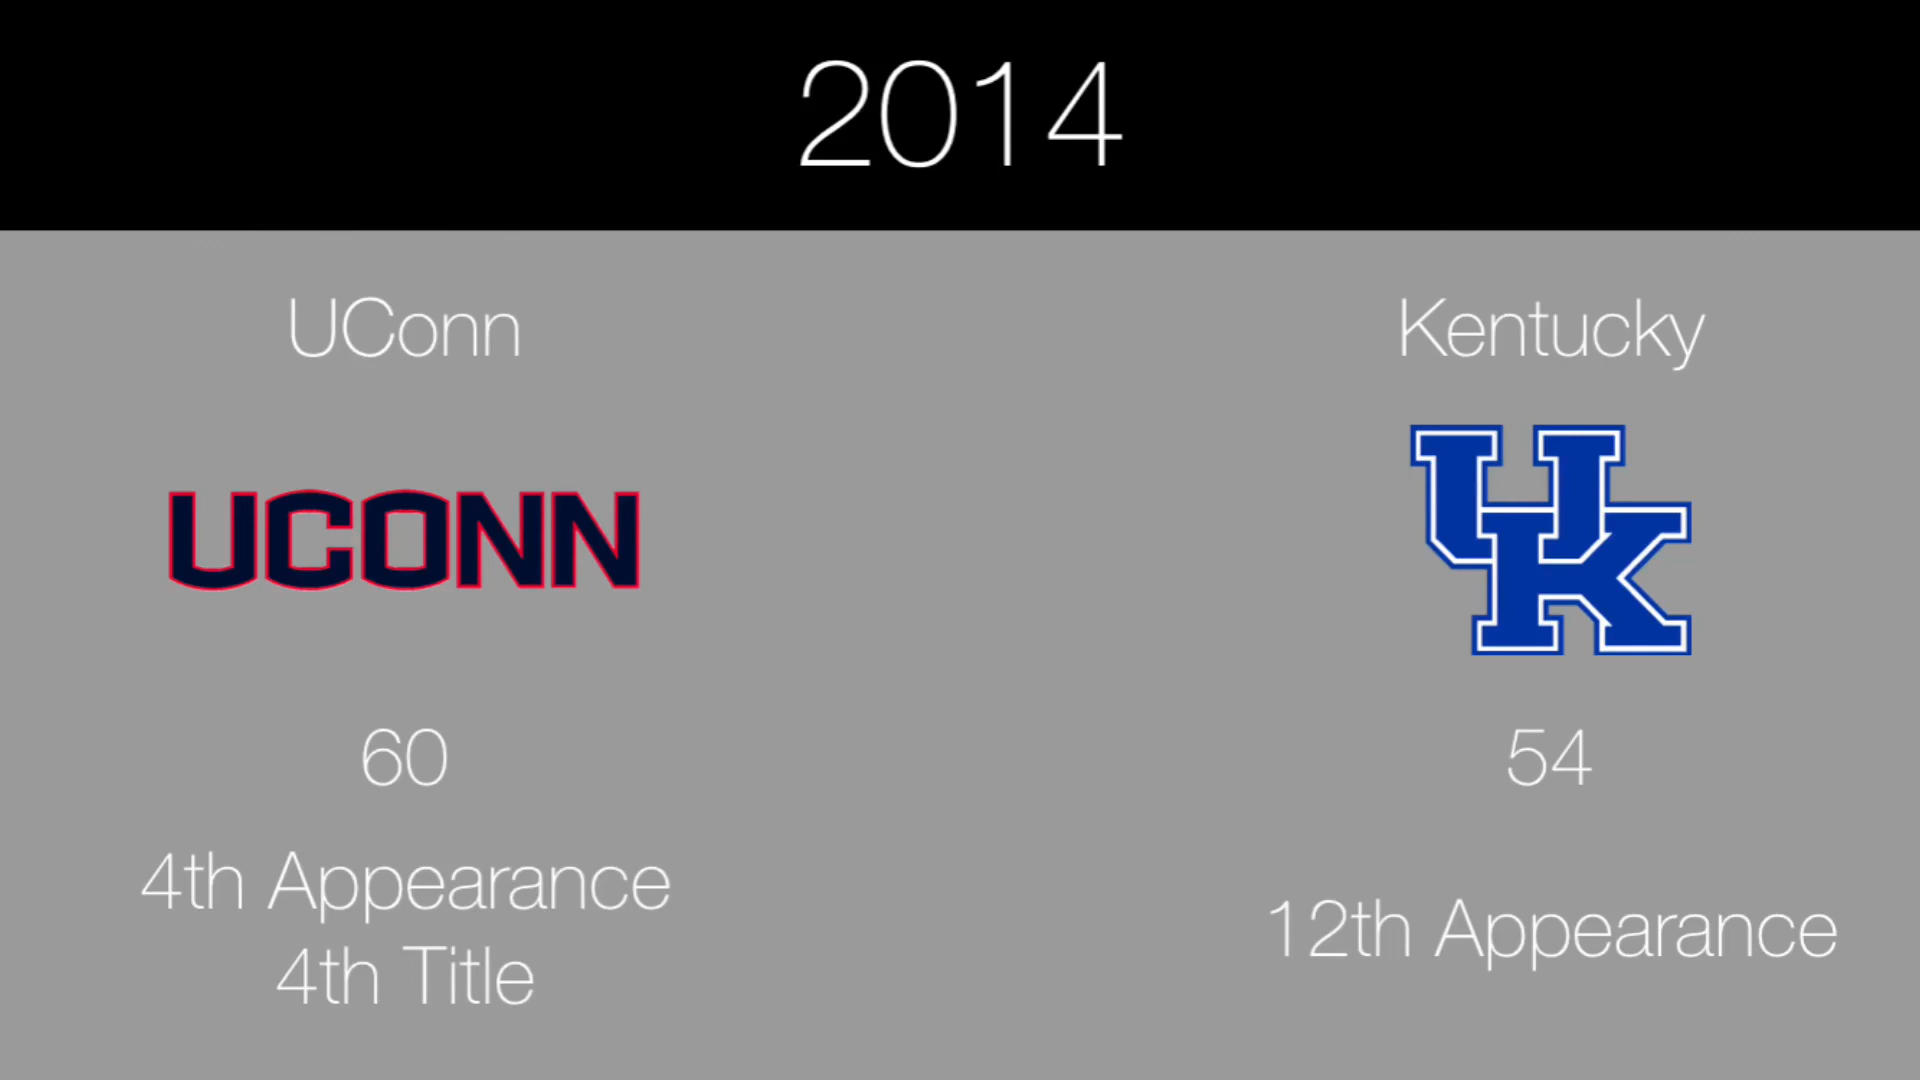 2014
UConn
UCONN
60
4th Appearance
4th Title
Kentucky
UK
54
12th Appearance